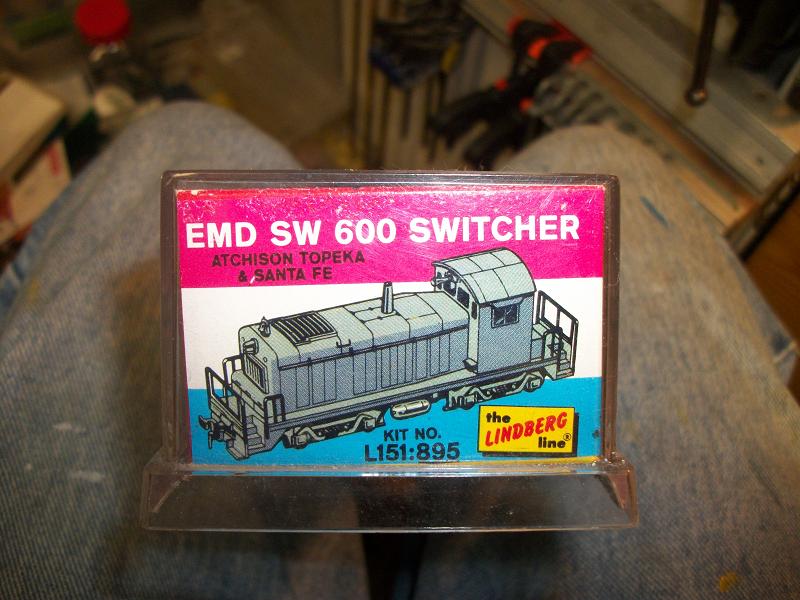 EMD SW 600 SWITCHER
ATCHISON TOPEKA
& SANTA FE
KIT NO.
L151:895
the
LINDBERG
line®